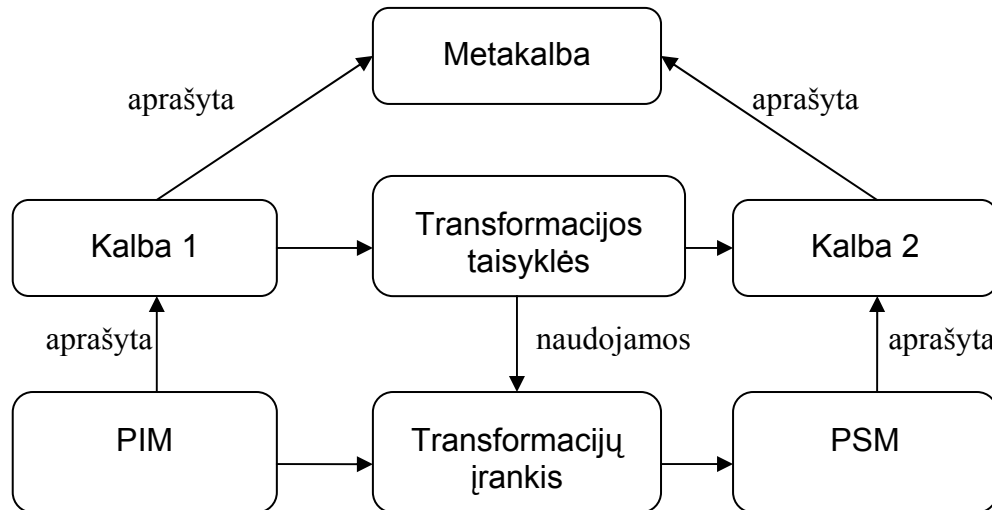 Metakalba
aprašyta
aprašyta
Kalba 1
Transformacijos
taisyklės
Kalba 2
aprašyta
naudojamos
aprašyta
PIM
Transformacijų
įrankis
PSM